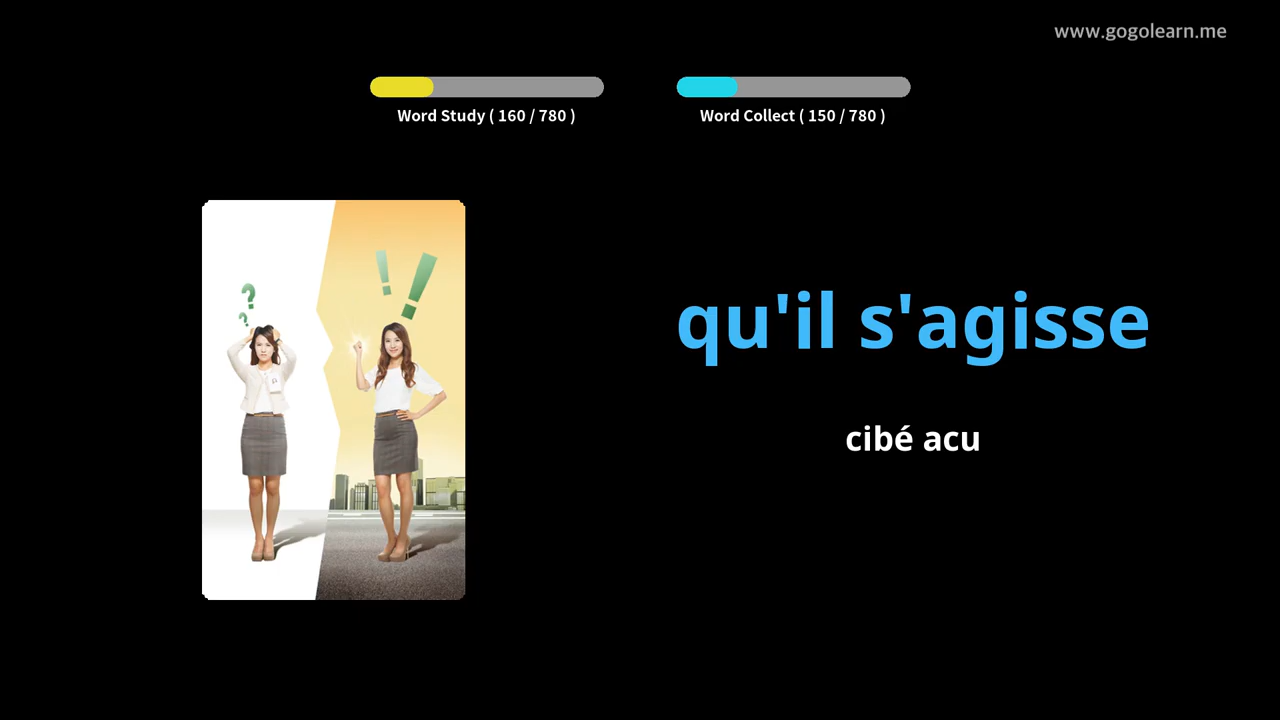 www.gogolearn.me
Word Study ( 160 / 780 )
Word Collect ( 150 / 780 )
? ?
! !
qu'il s'agisse
cibé acu